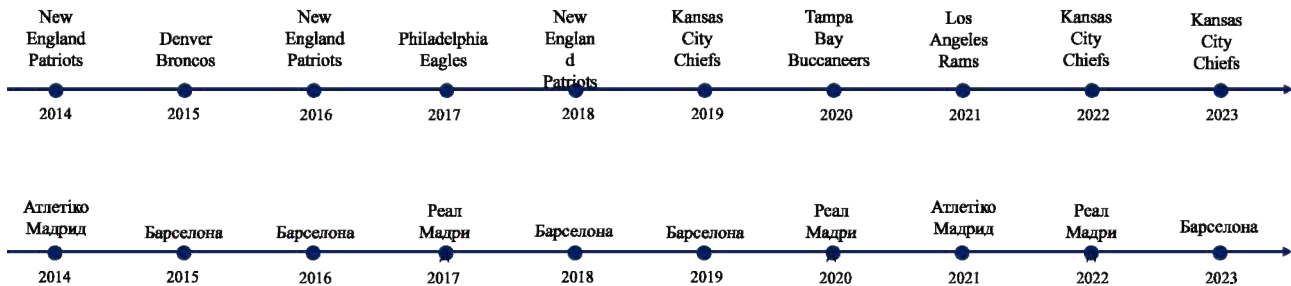 New
England
Patriots
Denver
Broncos
New
England
Patriots
Philadelphia
Eagles
New
Englan
d
Patriots
Kansas
City
Chiefs
Tampa
Bay
Buccaneers
Los
Angeles
Rams
Kansas
City
Chiefs
Kansas
City
Chiefs
2014
2015
2016
2017
2018
2019
2020
2021
2022
2023
Атлетіко
Мадрид
Барселона
Барселона
Реал
Мадри
д
Барселона
Барселона
Реал
Мадри
д
Атлетіко
Мадрид
Реал
Мадри
д
Барселона
2014
2015
2016
2017
2018
2019
2020
2021
2022
2023